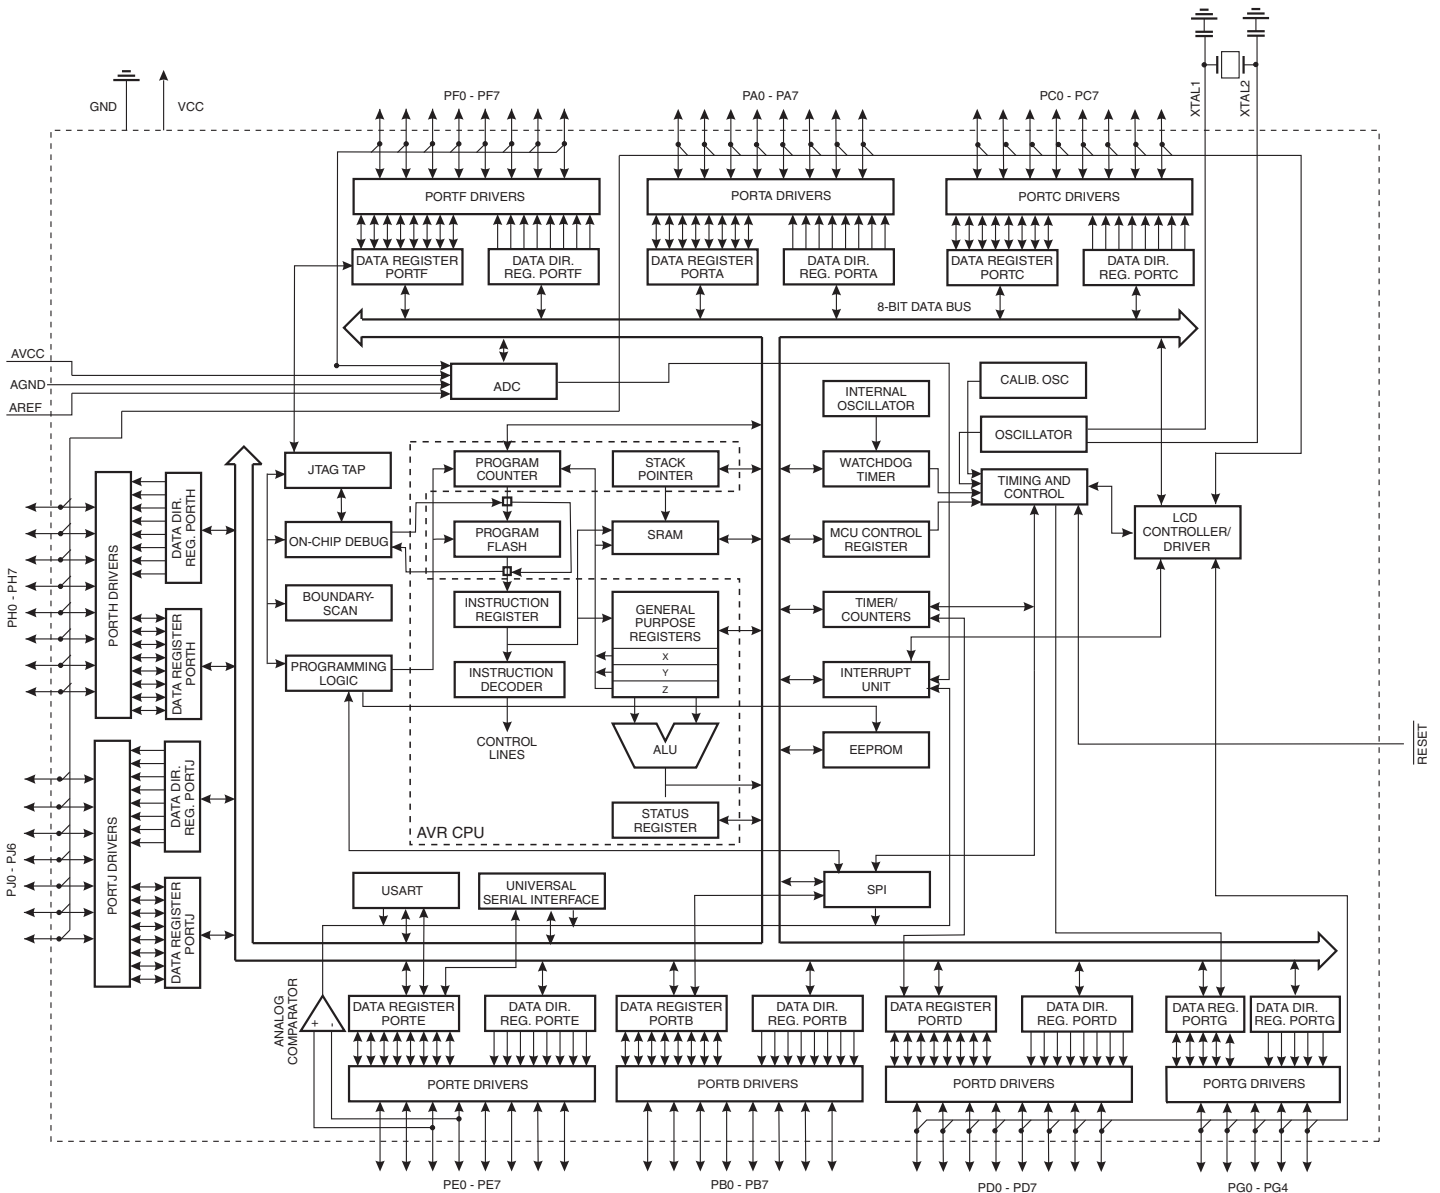 XTAL1
XTAL2
GND
VCC
PF0 - PF7
PA0 - PA7
PC0 - PC7
PORTF DRIVERS
PORTA DRIVERS
PORTC DRIVERS
DATA REGISTER
PORTF
DATA DIR.
REG. PORTF
DATA REGISTER
PORTA
DATA DIR.
REG. PORTA
DATA REGISTER
PORTC
DATA DIR.
REG. PORTC
8-BIT DATA BUS
AVCC
AGND
AREF
ADC
INTERNAL
OSCILLATOR
CALIB. OSC
OSCILLATOR
JTAG TAP
PROGRAM
COUNTER
STACK
POINTER
WATCHDOG
TIMER
TIMING AND
CONTROL
ON-CHIP DEBUG
PROGRAM
FLASH
SRAM
MCU CONTROL
REGISTER
LCD
CONTROLLER/
DRIVER
BOUNDARY-
SCAN
INSTRUCTION
REGISTER
GENERAL
PURPOSE
REGISTERS
X
Y
Z
TIMER/
COUNTERS
PROGRAMMING
LOGIC
INSTRUCTION
DECODER
INTERRUPT
UNIT
CONTROL
LINES
ALU
EEPROM
RESET
STATUS
REGISTER
AVR CPU
PH0 - PH7
PORTH DRIVERS
DATA DIR.
REG. PORTH
DATA REGISTER
PORTH
PJ0 - PJ6
PORTJ DRIVERS
DATA DIR.
REG. PORTJ
DATA REGISTER
PORTJ
USART
UNIVERSAL
SERIAL INTERFACE
SPI
ANALOG
COMPARATOR
+
-
DATA REGISTER
PORTE
DATA DIR.
REG. PORTE
DATA REGISTER
PORTB
DATA DIR.
REG. PORTB
DATA REGISTER
PORTD
DATA DIR.
REG. PORTD
DATA REG.
PORTG
DATA DIR.
REG. PORTG
PORTE DRIVERS
PORTB DRIVERS
PORTD DRIVERS
PORTG DRIVERS
PE0 - PE7
PB0 - PB7
PD0 - PD7
PG0 - PG4